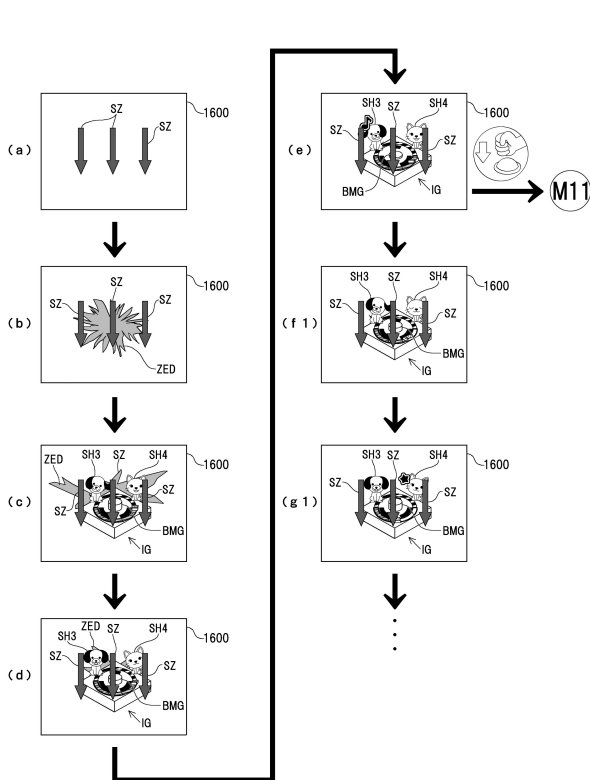 (a)
SZ
SZ
1600
(b)
SZ
SZ
SZ
ZED
1600
(c)
ZED
SH3
SZ
SH4
SZ
SZ
BMG
IG
1600
(d)
SH3
ZED
SZ
SH4
SZ
SZ
BMG
IG
1600
(e)
SH3
SZ
SH4
SZ
SZ
BMG
IG
1600
M11
(f1)
SH3
SZ
SH4
SZ
SZ
BMG
IG
1600
(g1)
SH3
SZ
SH4
SZ
SZ
BMG
IG
1600